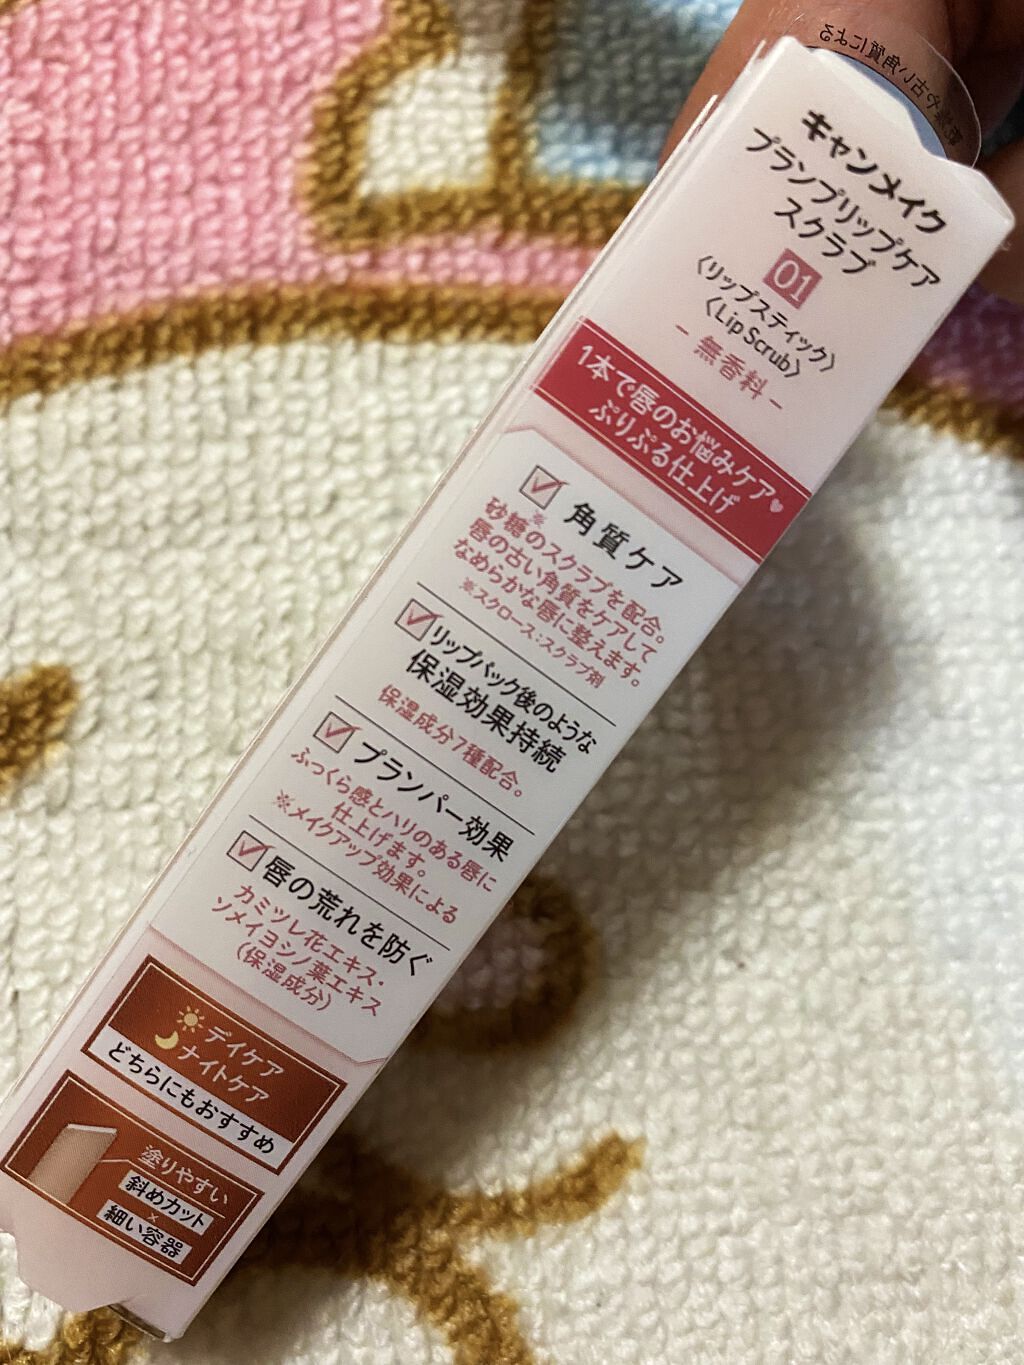 キャンメイク
プランプリップケア
スクラブ
01
〈リップスティック〉
〈Lip Scrub〉
- 無香料 -
1本で唇のお悩みケア♥
ぷりぷる仕上げ
角質ケア
砂糖※のスクラブを配合。
唇の古い角質をケアして
なめらかな唇に整えます。
※スクロース:スクラブ剤
リップパック後のような
保湿効果持続
保湿成分7種配合。
プランパー効果
ふっくら感とハリのある唇に
仕上げます。
※メイクアップ効果による
唇の荒れを防ぐ
カミツレ花エキス・
ソメイヨシノ葉エキス
(保湿成分)
デイケア
ナイトケア
どちらにもおすすめ
塗りやすい
斜めカット
×
細い容器